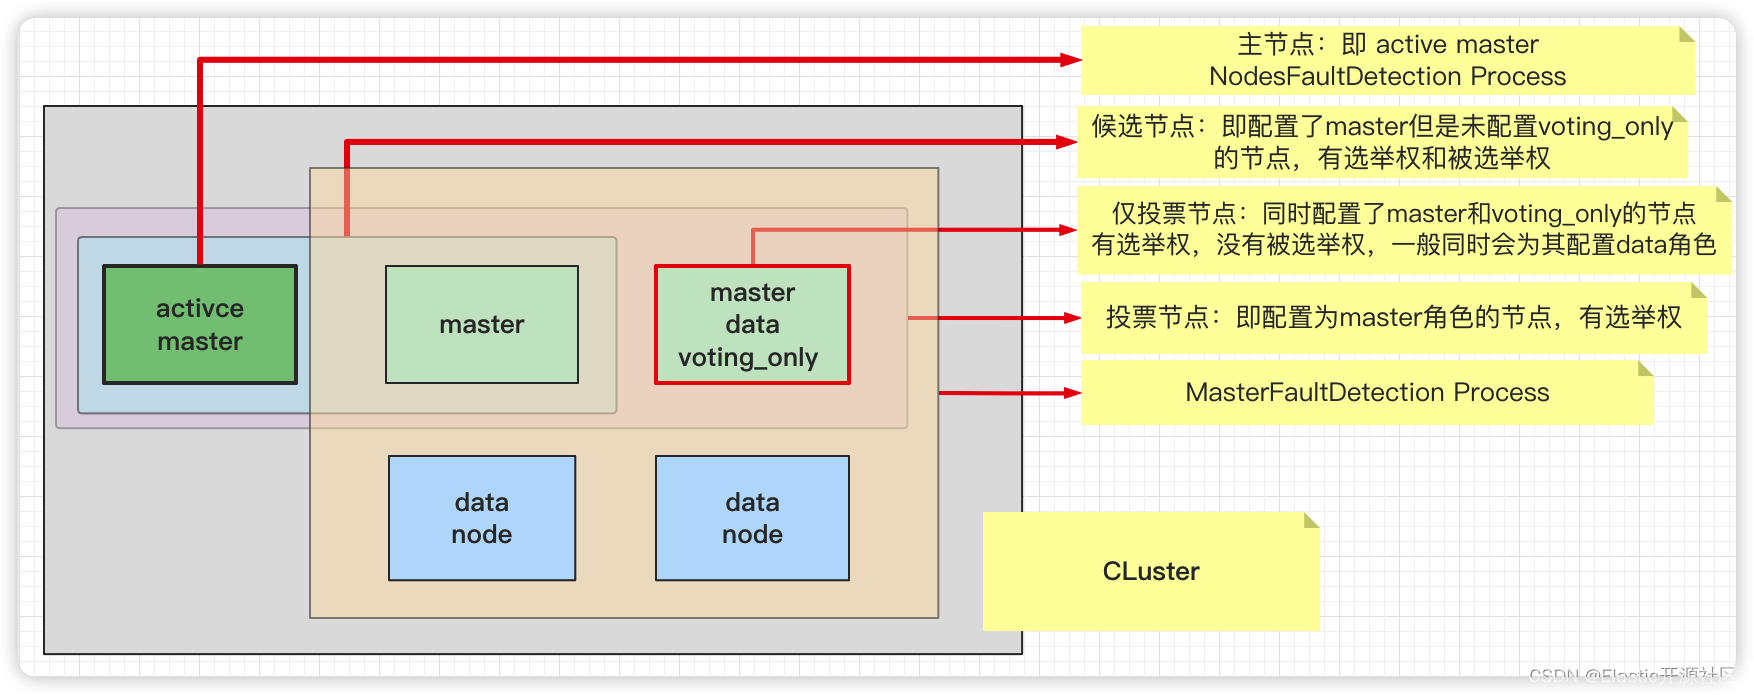 主节点：即 active master
NodesFaultDetection Process
候选节点：即配置了master但是未配置voting_only
的节点，有选举权和被选举权
仅投票节点：同时配置了master和voting_only的节点
有选举权，没有被选举权，一般同时会为其配置data角色
activce
master
master
master
data
voting_only
投票节点：即配置为master角色的节点，有选举权
MasterFaultDetection Process
data
node
data
node
CLuster
CSDN @Elastic开源社区